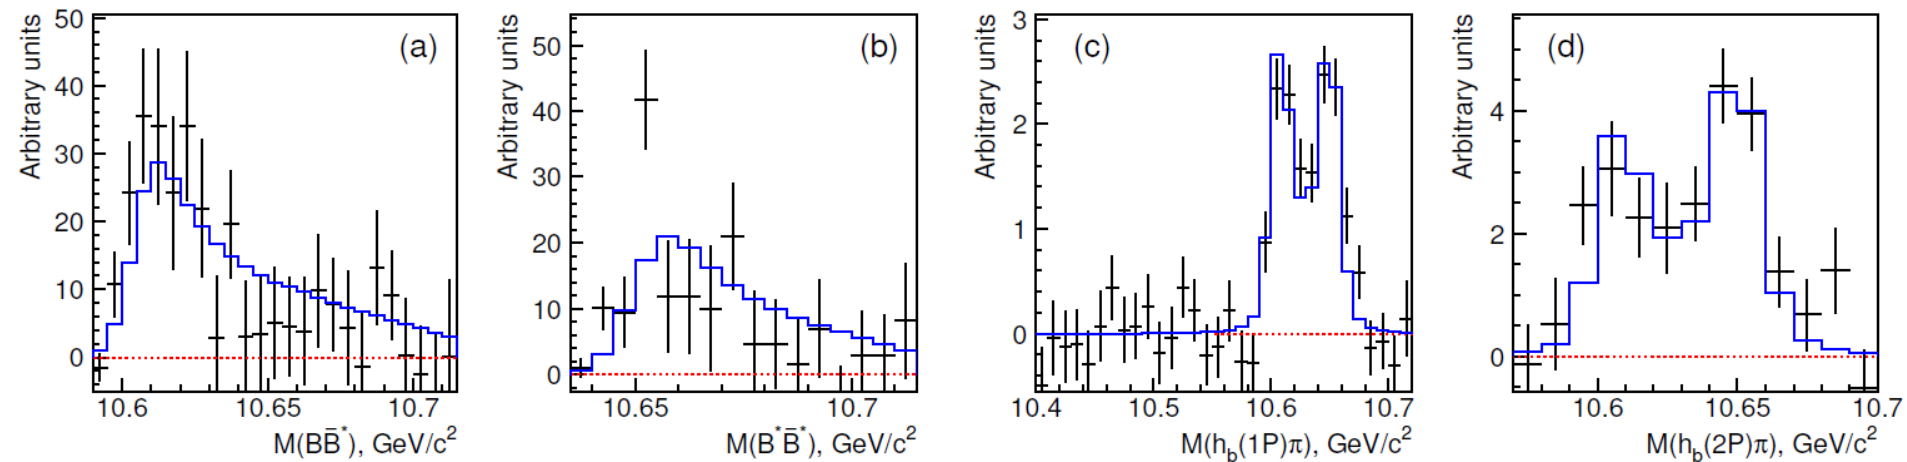 Arbitrary units
50
40
30
20
10
0
(a)
10.6
10.65
10.7
M(BB̄*), GeV/c²
Arbitrary units
50
40
30
20
10
0
(b)
10.65
10.7
M(B*B̄*), GeV/c²
Arbitrary units
3
2
1
0
(c)
10.4
10.5
10.6
10.7
M(h_b(1P)π), GeV/c²
Arbitrary units
4
2
0
(d)
10.6
10.65
10.7
M(h_b(2P)π), GeV/c²